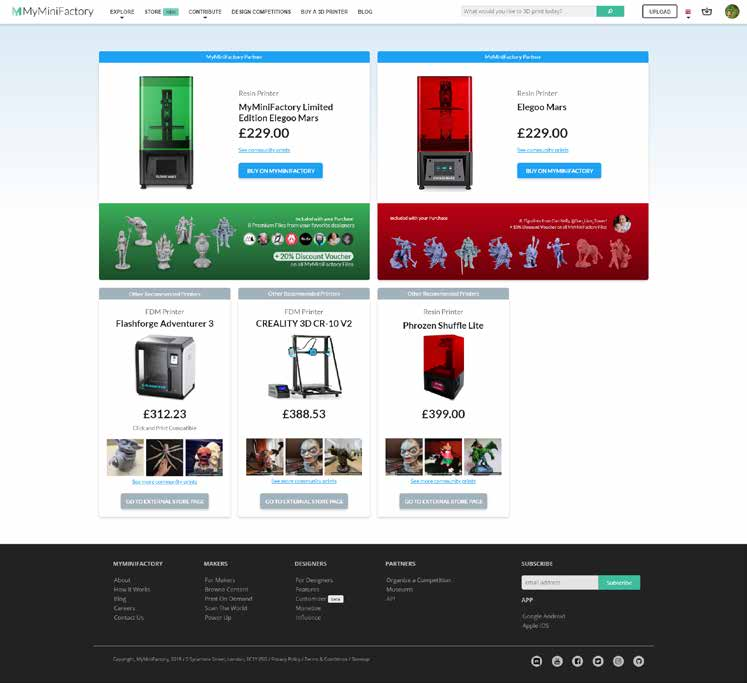 MyMiniFactory
EXPLORE
STORE NEW
CONTRIBUTE
DESIGN COMPETITIONS
BUY A 3D PRINTER
BLOG
What would you like to 3D print today?
UPLOAD
MyMiniFactory Partner
Resin Printer
MyMiniFactory Limited
Edition Elegoo Mars
£229.00
See community prints
BUY ON MYMINIFACTORY
Included with your Purchase
8 Premium Files from your favorite designers
+ 20% Discount Voucher
on all MyMiniFactory Files
MyMiniFactory Partner
Resin Printer
Elegoo Mars
£229.00
See community prints
BUY ON MYMINIFACTORY
Included with your Purchase
+ 10% Discount Voucher on all MyMiniFactory Files
Other Recommended Printers
FDM Printer
Flashforge Adventurer 3
£312.23
Click and Print Compatible
See more community prints
GO TO EXTERNAL STORE PAGE
Other Recommended Printers
FDM Printer
CREALITY 3D CR-10 V2
£388.53
See more community prints
GO TO EXTERNAL STORE PAGE
Other Recommended Printers
Resin Printer
Phrozen Shuffle Lite
£399.00
See more community prints
GO TO EXTERNAL STORE PAGE
MYMINIFACTORY
About
How It Works
Blog
Careers
Contact Us
MAKERS
For Makers
Browse Content
Print On Demand
Scan The World
Power Up
DESIGNERS
For Designers
Features
Customizer beta
Monetize
Influence
PARTNERS
Organize a Competition
Museums
API
SUBSCRIBE
email address
Subscribe
APP
Google Android
Apple iOS
Copyright, MyMiniFactory, 2019 / 5 Sycamore Street, London, / Privacy Policy / Terms & Conditions / Sitemap